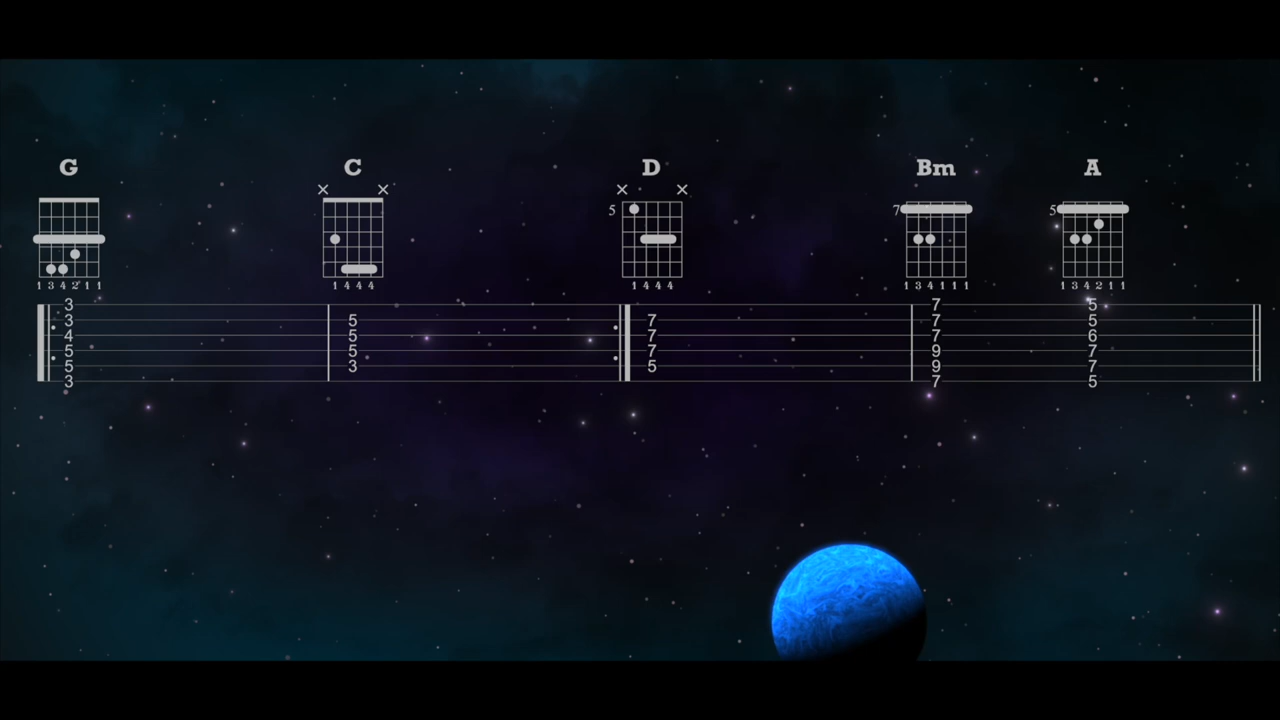 G C D Bm A
× × × ×
5 7 5
1 3 4 2 1 1 1 4 4 4 1 4 4 4 1 3 4 1 1 1 1 3 4 2 1 1
3 7 5
3 5 7 7 5
4 5 7 7 6
5 5 7 9 7
5 3 5 9 7
3 7 5